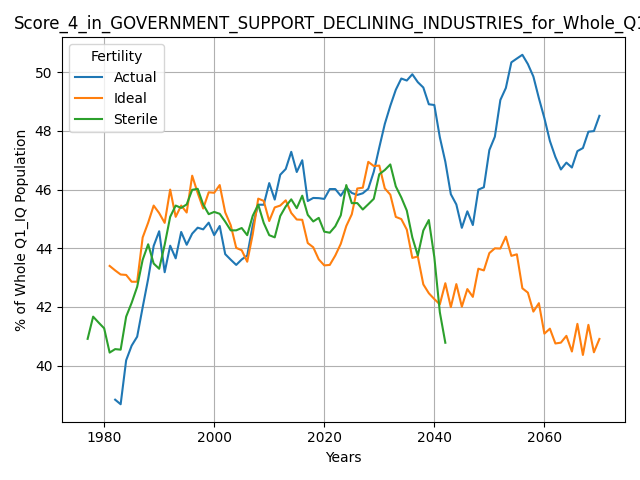 Score_4_in_GOVERNMENT_SUPPORT_DECLINING_INDUSTRIES_for_Whole_Q1
Fertility
Actual
Ideal
Sterile
50
48
46
44
42
40
% of Whole Q1_IQ Population
1980 2000 2020 2040 2060
Years